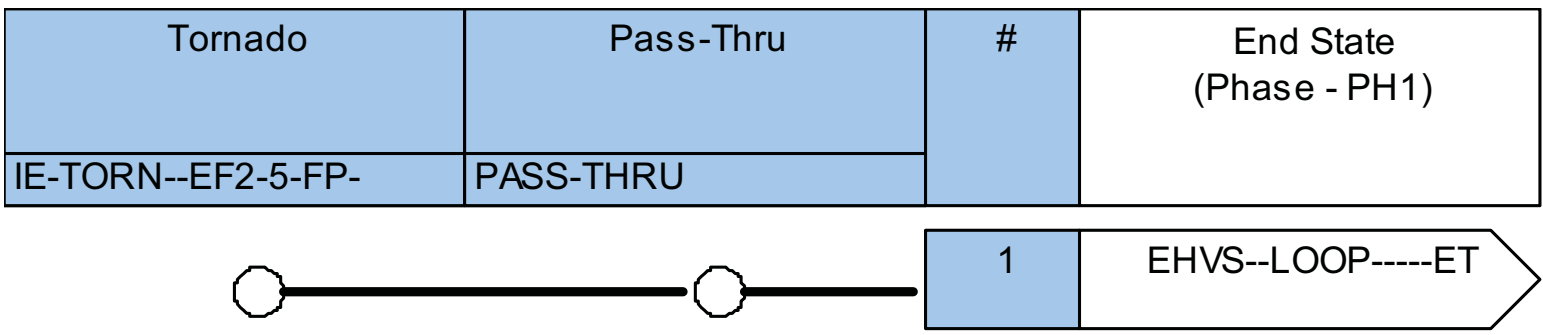 Tornado
Pass-Thru
#
End State
(Phase - PH1)
IE-TORN--EF2-5-FP-
PASS-THRU
1
EHVS--LOOP-----ET